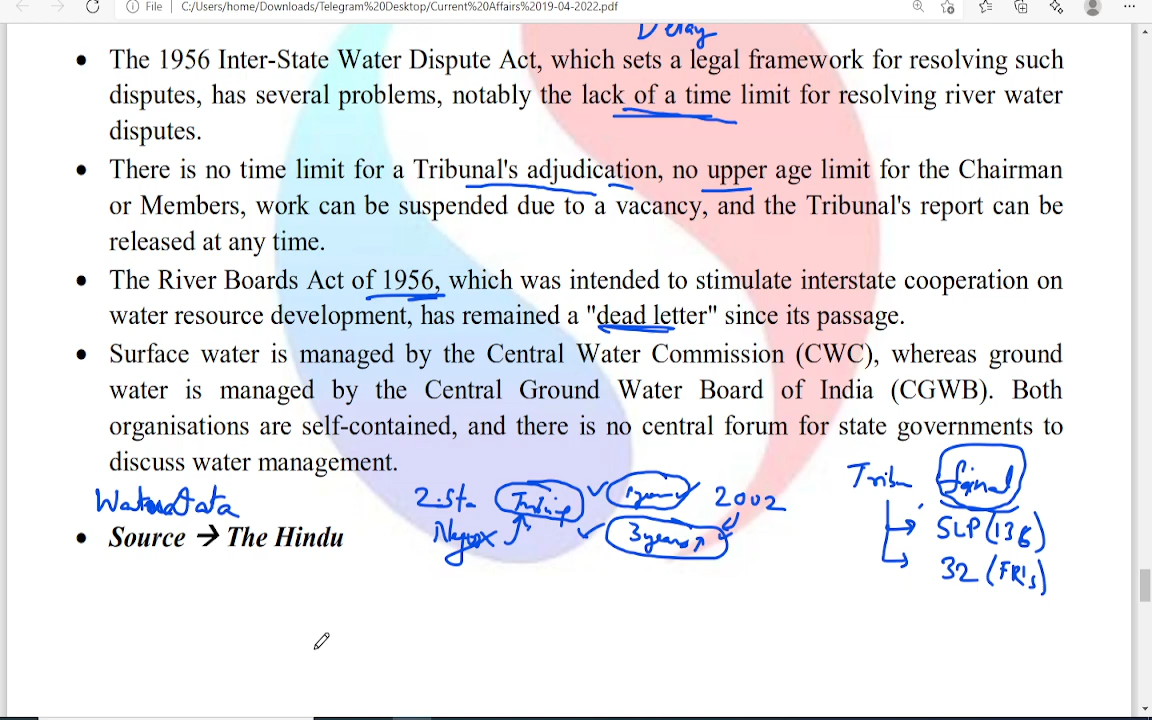 File | C:/Users/home/Downloads/Telegram%20Desktop/Current%20Affairs%2019-04-2022.pdf
Delay
• The 1956 Inter-State Water Dispute Act, which sets a legal framework for resolving such
disputes, has several problems, notably the lack of a time limit for resolving river water
disputes.
• There is no time limit for a Tribunal's adjudication, no upper age limit for the Chairman
or Members, work can be suspended due to a vacancy, and the Tribunal's report can be
released at any time.
• The River Boards Act of 1956, which was intended to stimulate interstate cooperation on
water resource development, has remained a "dead letter" since its passage.
• Surface water is managed by the Central Water Commission (CWC), whereas ground
water is managed by the Central Ground Water Board of India (CGWB). Both
organisations are self-contained, and there is no central forum for state governments to
discuss water management.
Water Data 2.st. 1year 2002 Tribu final
• Source → The Hindu 3years SLP (136)
32 (FR's)